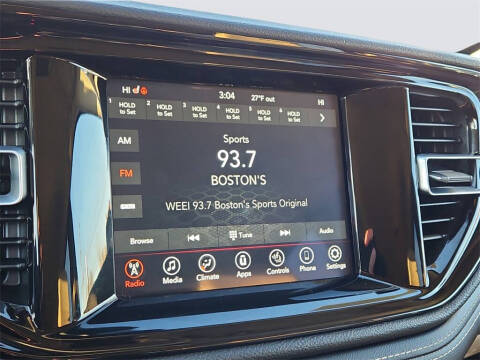 HI 3:04 27°F out HI
1 HOLD to Set 2 HOLD to Set 3 HOLD to Set 4 HOLD to Set 5 HOLD to Set 6 HOLD to Set
AM
FM
Sports
93.7
BOSTON'S
WEEI 93.7 Boston's Sports Original
Browse Tune Audio
Radio Media Climate Apps Controls Phone Settings